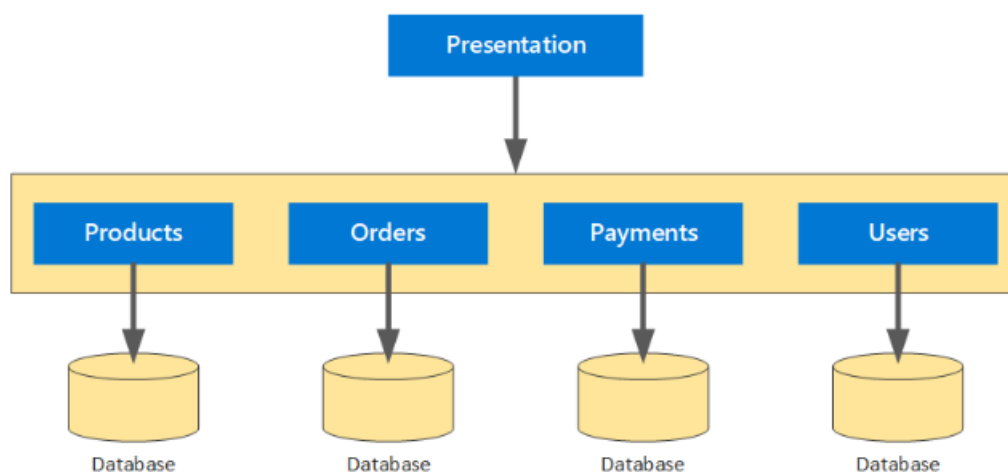 Presentation
Products
Orders
Payments
Users
Database
Database
Database
Database